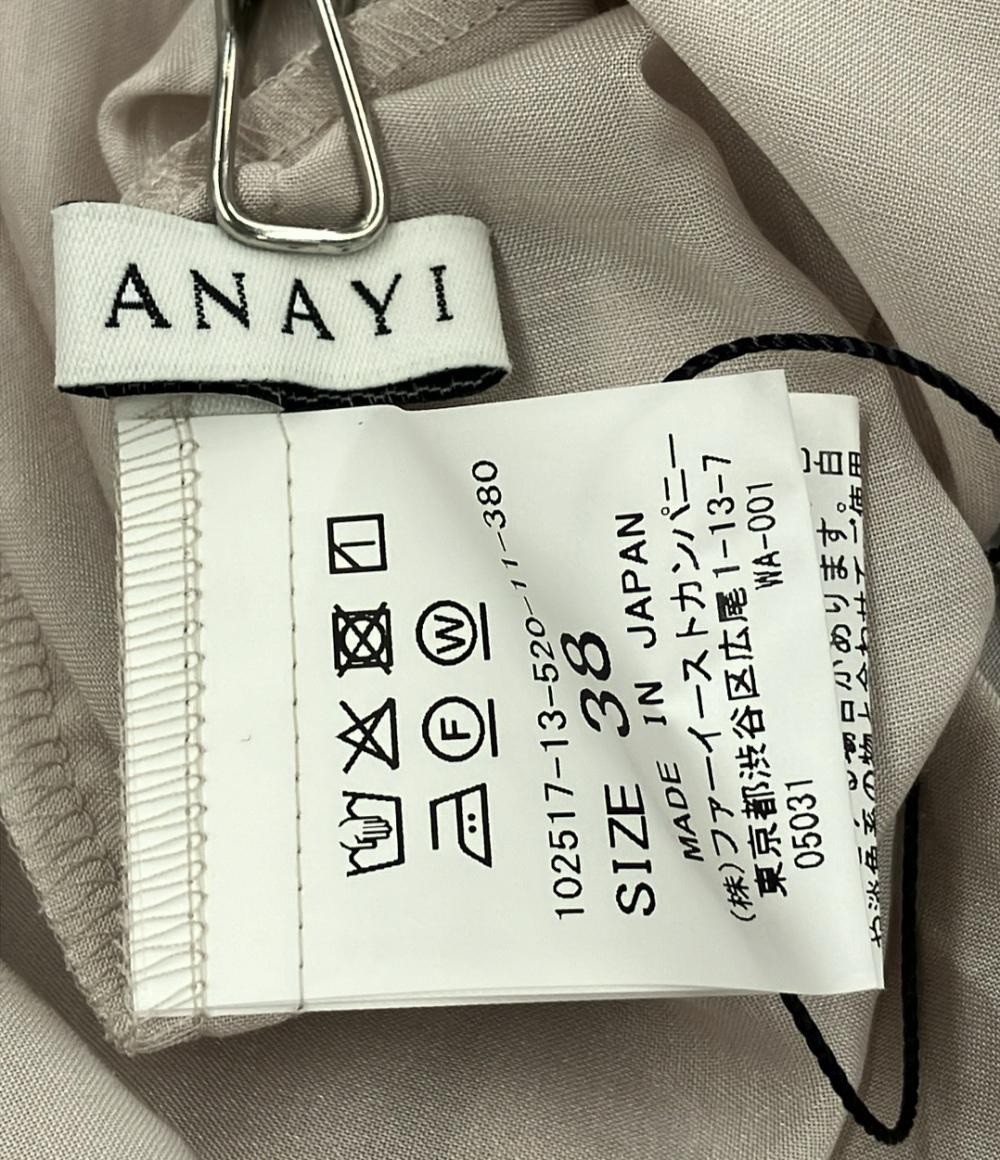 ANAYI
F W
102517-13-520-11-380
SIZE 38
MADE IN JAPAN
(株)ファーイーストカンパニー
東京都渋谷区広尾1-13-7
05031 WA-001